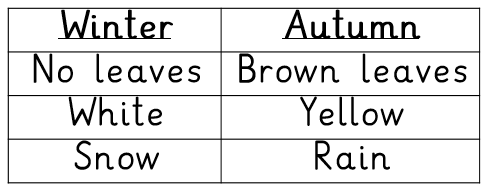 Winter Autumn
No leaves Brown leaves
White Yellow
Snow Rain